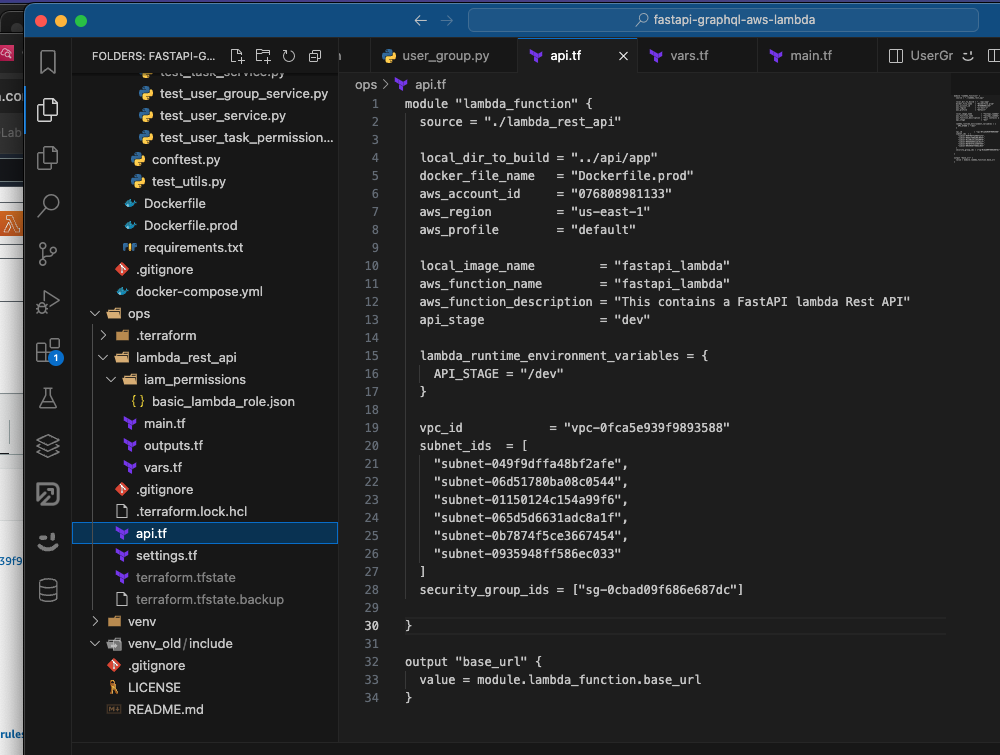 fastapi-graphql-aws-lambda
FOLDERS: FASTAPI-G...
user_group.py
api.tf
vars.tf
main.tf
UserGr
test_task_service.py
test_user_group_service.py
test_user_service.py
test_user_task_permission...
conftest.py
test_utils.py
Dockerfile
Dockerfile.prod
requirements.txt
.gitignore
docker-compose.yml
ops
.terraform
lambda_rest_api
iam_permissions
{} basic_lambda_role.json
main.tf
outputs.tf
vars.tf
.gitignore
.terraform.lock.hcl
api.tf
settings.tf
terraform.tfstate
terraform.tfstate.backup
venv
venv_old/include
.gitignore
LICENSE
README.md
1
ops > api.tf
1 module "lambda_function" {
2 source = "./lambda_rest_api"
3
4 local_dir_to_build = "../api/app"
5 docker_file_name = "Dockerfile.prod"
6 aws_account_id = "076808981133"
7 aws_region = "us-east-1"
8 aws_profile = "default"
9
10 local_image_name = "fastapi_lambda"
11 aws_function_name = "fastapi_lambda"
12 aws_function_description = "This contains a FastAPI lambda Rest API"
13 api_stage = "dev"
14
15 lambda_runtime_environment_variables = {
16 API_STAGE = "/dev"
17 }
18
19 vpc_id = "vpc-0fca5e939f9893588"
20 subnet_ids = [
21 "subnet-049f9dffa48bf2afe",
22 "subnet-06d51780ba08c0544",
23 "subnet-01150124c154a99f6",
24 "subnet-065d5d6631adc8a1f",
25 "subnet-0b7874f5ce3667454",
26 "subnet-0935948ff586ec033"
27 ]
28 security_group_ids = ["sg-0cbad09f686e687dc"]
29
30 }
31
32 output "base_url" {
33 value = module.lambda_function.base_url
34 }
.co
Lab
39f9
rules